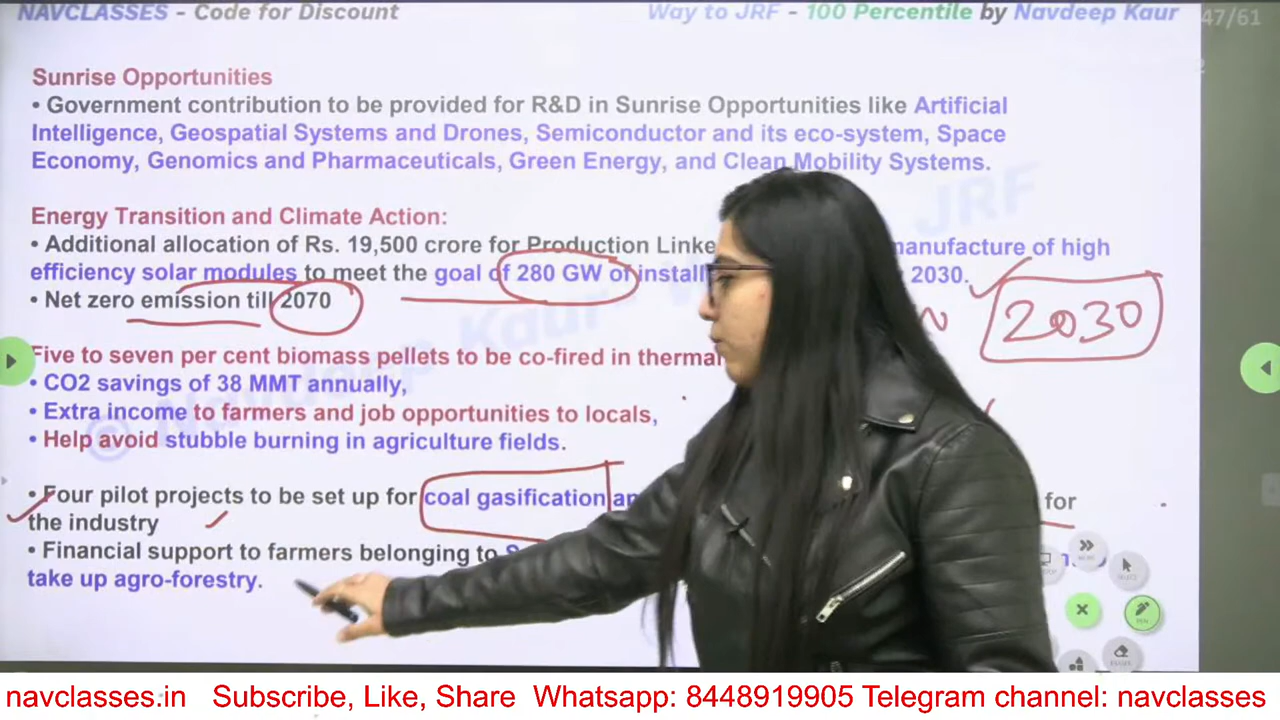 NAVCLASSES - Code for Discount Way to JRF - 100 Percentile by Navdeep Kaur 47/61
Sunrise Opportunities
• Government contribution to be provided for R&D in Sunrise Opportunities like Artificial
Intelligence, Geospatial Systems and Drones, Semiconductor and its eco-system, Space
Economy, Genomics and Pharmaceuticals, Green Energy, and Clean Mobility Systems.
Energy Transition and Climate Action:
• Additional allocation of Rs. 19,500 crore for Production Linke manufacture of high
efficiency solar modules to meet the goal of 280 GW of install 2030.
• Net zero emission till 2070
2030
Five to seven per cent biomass pellets to be co-fired in thermal
• CO2 savings of 38 MMT annually,
• Extra income to farmers and job opportunities to locals,
• Help avoid stubble burning in agriculture fields.
• Four pilot projects to be set up for coal gasification an for
the industry
• Financial support to farmers belonging to
take up agro-forestry.
© Navdeep Kaur JRF
MORE
SELECT
PEN
ERASER
navclasses.in Subscribe, Like, Share Whatsapp: 8448919905 Telegram channel: navclasses